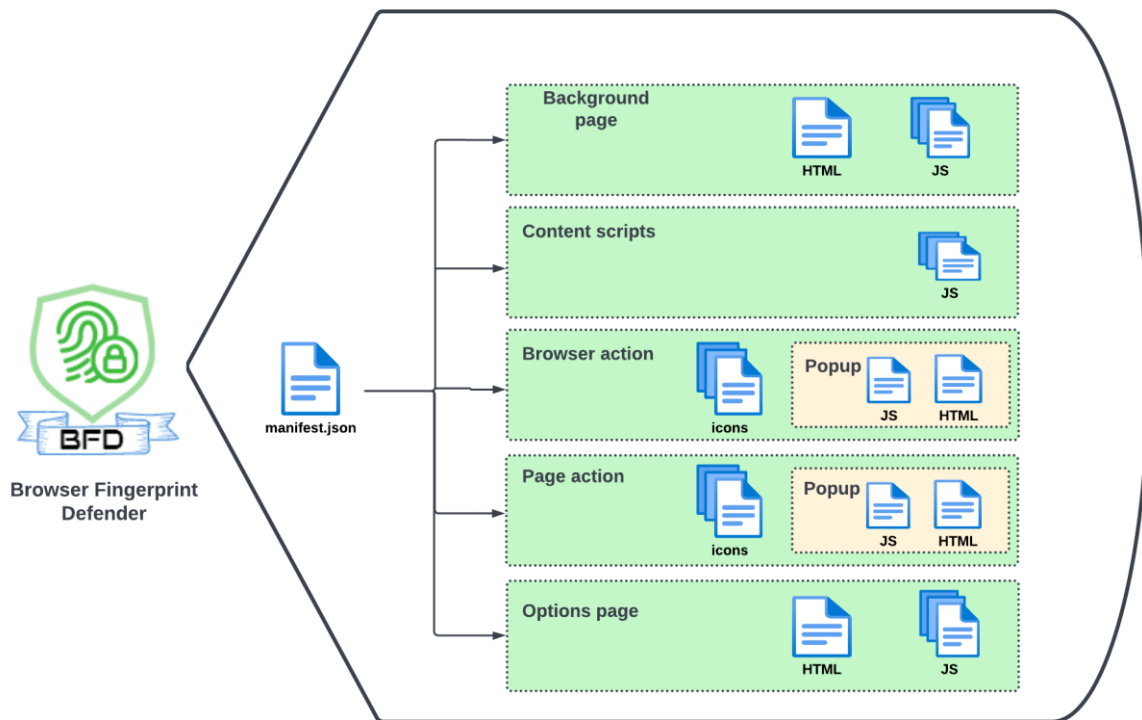 Background
page
HTML
JS
Content scripts
JS
Browser action
icons
Popup
JS
HTML
manifest.json
BFD
Browser Fingerprint
Defender
Page action
icons
Popup
JS
HTML
Options page
HTML
JS